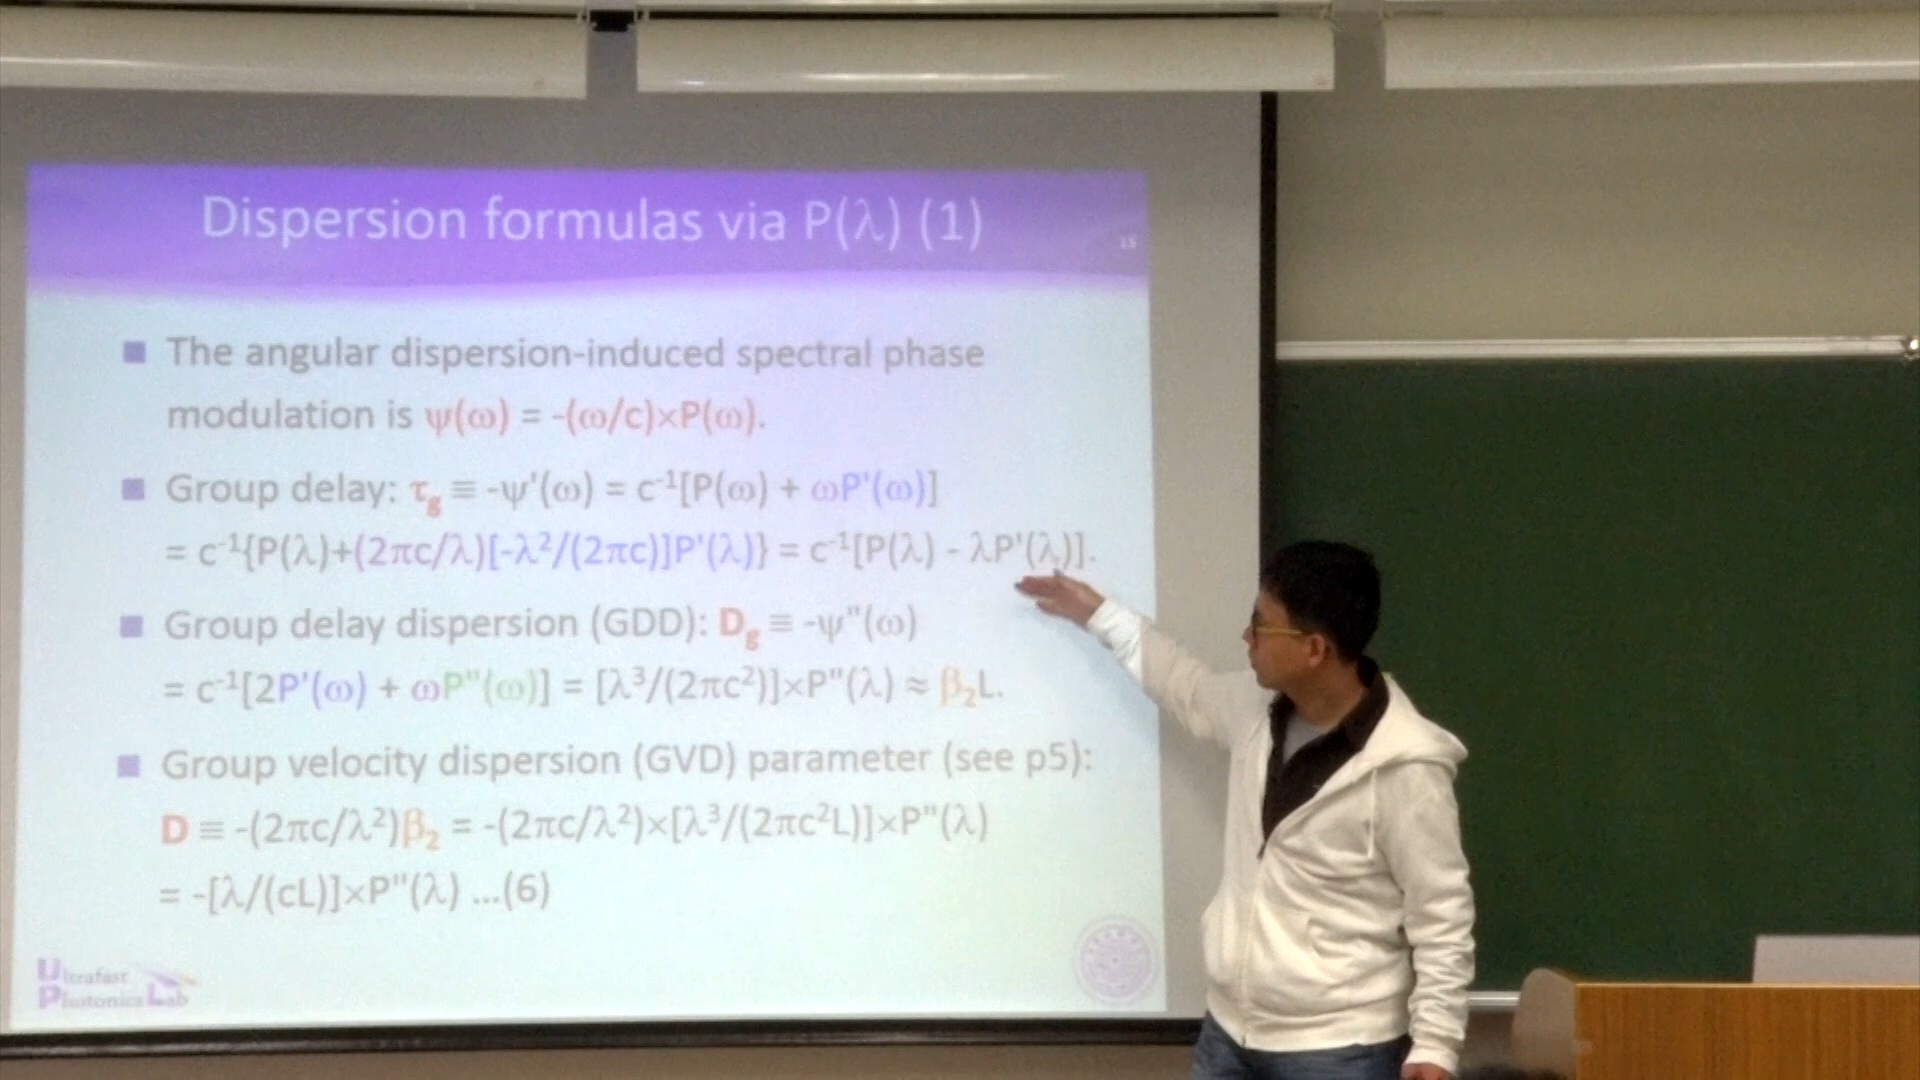 Dispersion formulas via P(λ) (1)
15
■ The angular dispersion-induced spectral phase
modulation is ψ(ω) = -(ω/c)×P(ω).
■ Group delay: τg ≡ -ψ'(ω) = c⁻¹[P(ω) + ωP'(ω)]
= c⁻¹{P(λ)+(2πc/λ)[-λ²/(2πc)]P'(λ)} = c⁻¹[P(λ) - λP'(λ)].
■ Group delay dispersion (GDD): Dg ≡ -ψ"(ω)
= c⁻¹[2P'(ω) + ωP"(ω)] = [λ³/(2πc²)]×P"(λ) ≈ β₂L.
■ Group velocity dispersion (GVD) parameter (see p5):
D ≡ -(2πc/λ²)β₂ = -(2πc/λ²)×[λ³/(2πc²L)]×P"(λ)
= -[λ/(cL)]×P"(λ) ...(6)
Ultrafast
Photonics Lab